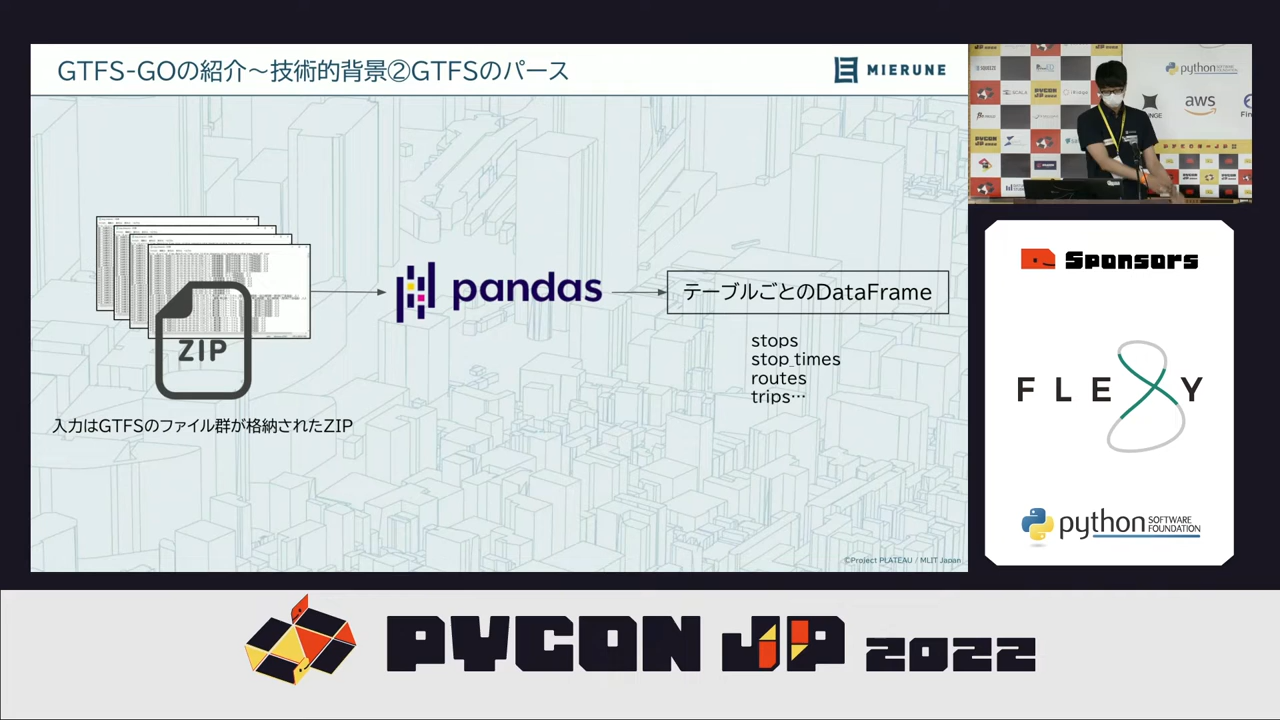 GTFS-GOの紹介～技術的背景②GTFSのパース
MIERUNE
ZIP
pandas
テーブルごとのDataFrame
stops
stop_times
routes
trips…
入力はGTFSのファイル群が格納されたZIP
©Project PLATEAU / MLIT Japan
python
aws
Sponsors
FLEXY
python SOFTWARE FOUNDATION
PYCON JP 2022